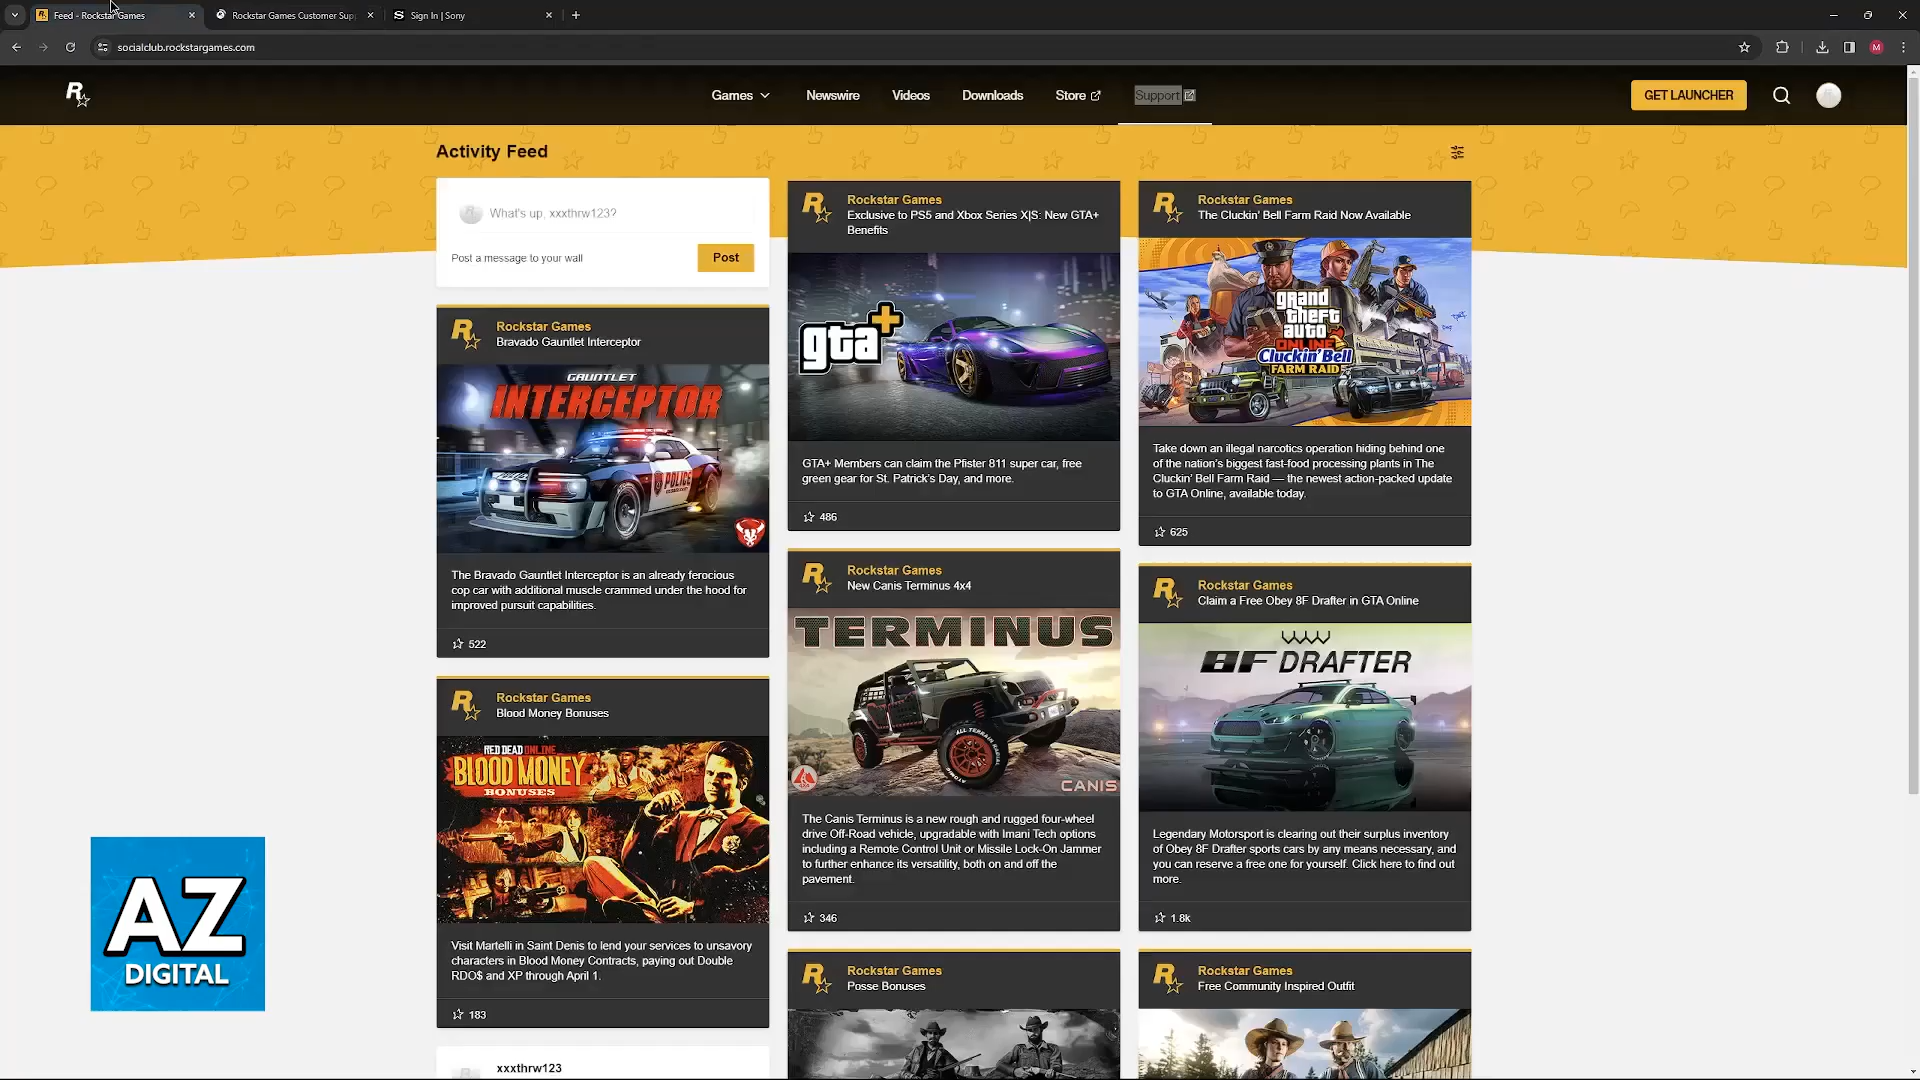 Feed - Rockstar Games
Rockstar Games Customer Sup
Sign In | Sony
socialclub.rockstargames.com
M
Games
Newswire
Videos
Downloads
Store
Support
GET LAUNCHER
Activity Feed
What's up, xxxthrw123?
Post a message to your wall
Post
Rockstar Games
Bravado Gauntlet Interceptor
GAUNTLET
INTERCEPTOR
POLICE
The Bravado Gauntlet Interceptor is an already ferocious
cop car with additional muscle crammed under the hood for
improved pursuit capabilities.
522
Rockstar Games
Blood Money Bonuses
RED DEAD ONLINE
BLOOD MONEY
BONUSES
Visit Martelli in Saint Denis to lend your services to unsavory
characters in Blood Money Contracts, paying out Double
RDO$ and XP through April 1.
183
xxxthrw123
Rockstar Games
Exclusive to PS5 and Xbox Series X|S: New GTA+
Benefits
gta+
GTA+ Members can claim the Pfister 811 super car, free
green gear for St. Patrick's Day, and more.
486
Rockstar Games
New Canis Terminus 4x4
TERMINUS
ALL TERRAIN RADIAL
ATOMIC
4X4
CANIS
The Canis Terminus is a new rough and rugged four-wheel
drive Off-Road vehicle, upgradable with Imani Tech options
including a Remote Control Unit or Missile Lock-On Jammer
to further enhance its versatility, both on and off the
pavement.
346
Rockstar Games
Posse Bonuses
Rockstar Games
The Cluckin' Bell Farm Raid Now Available
grand
theft
auto
ONLINE
Cluckin' Bell
FARM RAID
Take down an illegal narcotics operation hiding behind one
of the nation's biggest fast-food processing plants in The
Cluckin' Bell Farm Raid — the newest action-packed update
to GTA Online, available today.
625
Rockstar Games
Claim a Free Obey 8F Drafter in GTA Online
8F DRAFTER
Legendary Motorsport is clearing out their surplus inventory
of Obey 8F Drafter sports cars by any means necessary, and
you can reserve a free one for yourself. Click here to find out
more.
1.8k
Rockstar Games
Free Community Inspired Outfit
AZ
DIGITAL